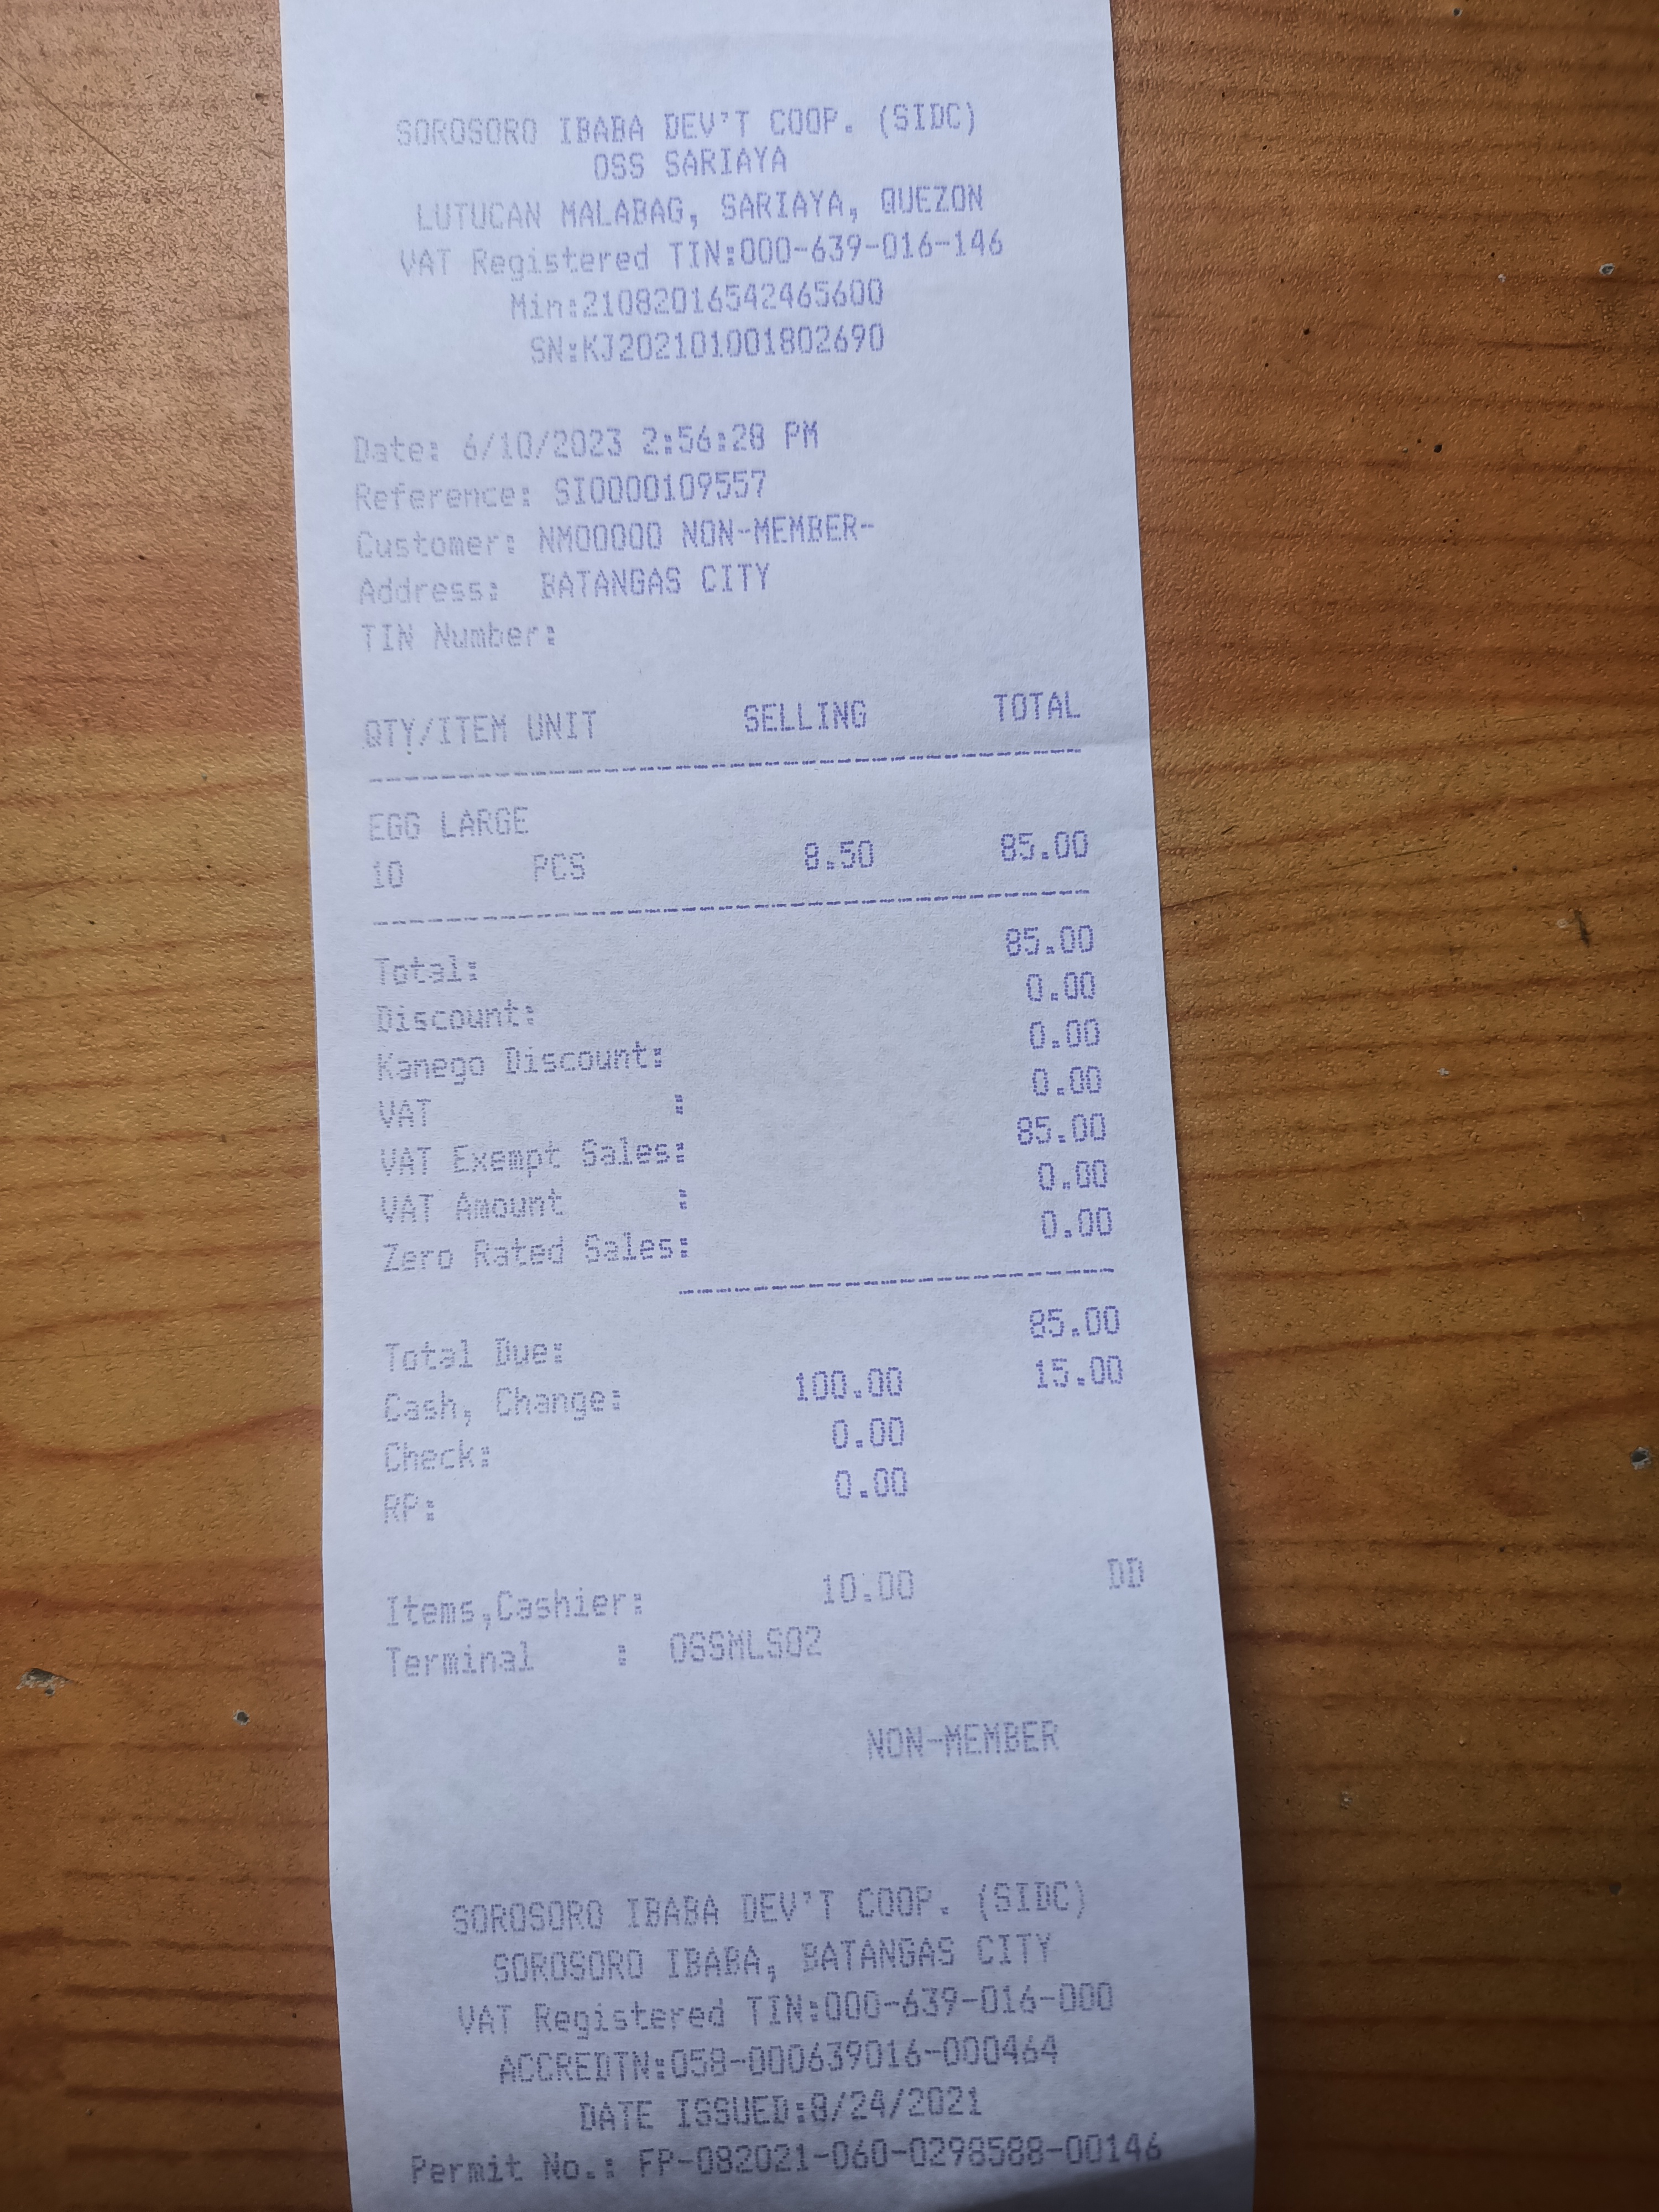 SOROSORO IBABA DEV'T COOP. (SIDC)
OSS SARIAYA
LUTUCAN MALABAG, SARIAYA, QUEZON
VAT Registered TIN:000-639-016-146
Min:21082016542465600
SN:KJ202101001802690
Date: 6/10/2023 2:56:28 PM
Reference: SI0000109557
Customer: NM00000 NON-MEMBER-
Address: BATANGAS CITY
TIN Number:
QTY/ITEM UNIT SELLING TOTAL
EGG LARGE
10 PCS 8.50 85.00
Total: 85.00
Discount: 0.00
Kanego Discount: 0.00
VAT : 0.00
VAT Exempt Sales: 85.00
VAT Amount : 0.00
Zero Rated Sales: 0.00
Total Due: 85.00
Cash, Change: 100.00 15.00
Check: 0.00
RP: 0.00
Items,Cashier: 10.00 DD
Terminal : OSSMLS02
NON-MEMBER
SOROSORO IBABA DEV'T COOP. (SIDC)
SOROSORO IBABA, BATANGAS CITY
VAT Registered TIN:000-639-016-000
ACCREDTN:058-000639016-000464
DATE ISSUED:8/24/2021
Permit No.: FP-082021-060-0298588-00146